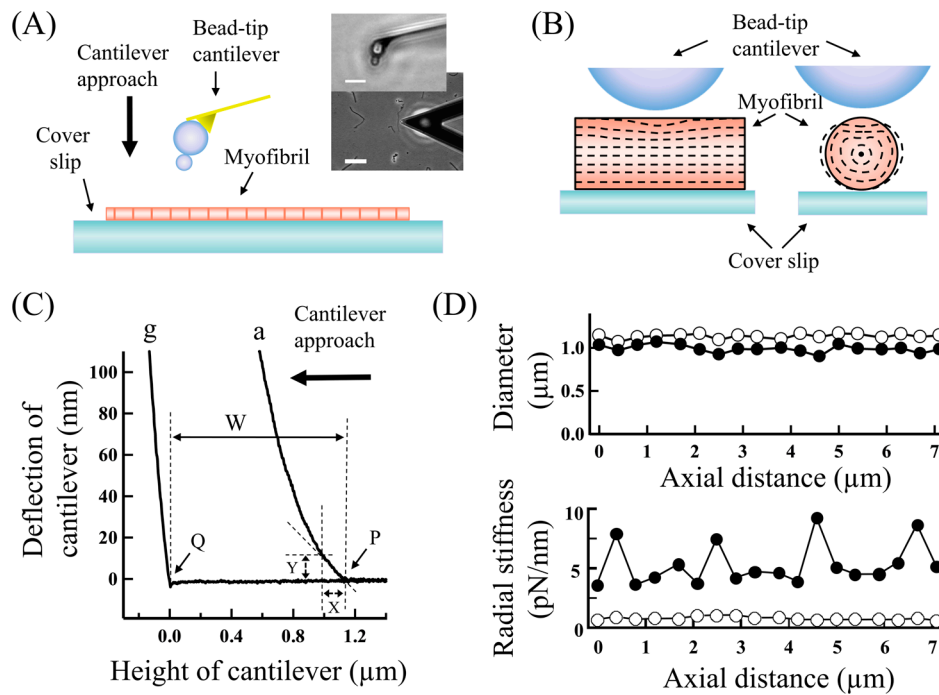 (A)
Bead-tip
cantilever
Cantilever
approach
Cover
slip
Myofibril
(B)
Bead-tip
cantilever
Myofibril
Cover slip
(C)
g
a
Cantilever
approach
W
Q
P
Y
X
100
80
60
40
20
0
0.0
0.4
0.8
1.2
Deflection of
cantilever (nm)
Height of cantilever (µm)
(D)
Diameter
(µm)
1.0
0.5
0.0
0 1 2 3 4 5 6 7
Axial distance (µm)
Radial stiffness
(pN/nm)
10
5
0
0 1 2 3 4 5 6 7
Axial distance (µm)